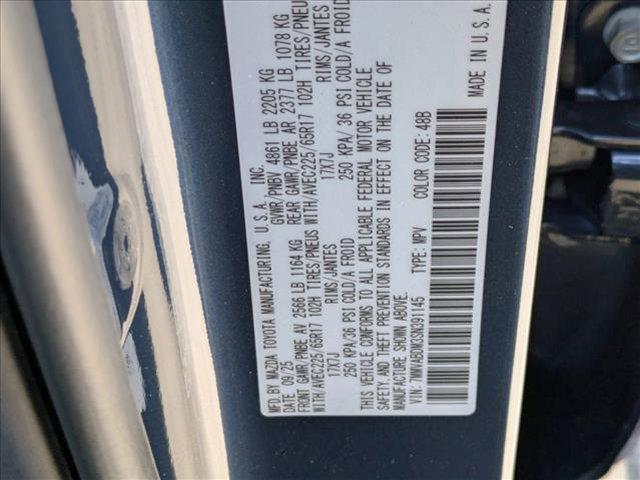 MFD. BY MAZDA TOYOTA MANUFACTURING, U.S.A. INC.
DATE 09/25 GVWR/PNBV 4861 LB 2205 KG
FRONT GAWR/PNBE AV 2566 LB 1164 KG REAR GAWR/PNBE AR 2377 LB 1078 KG
WITH/AVEC225/65R17 102H TIRES/PNEUS WITH/AVEC225/65R17 102H TIRES/PNEU
17X7J RIMS/JANTES 17X7J RIMS/JANTES
250 KPA/36 PSI COLD/A FROID 250 KPA/ 36 PSI COLD/A FROID
THIS VEHICLE CONFORMS TO ALL APPLICABLE FEDERAL MOTOR VEHICLE
SAFETY, AND THEFT PREVENTION STANDARDS IN EFFECT ON THE DATE OF
MANUFACTURE SHOWN ABOVE.
VIN: 7MMVABDM3SN391145 TYPE: MPV COLOR CODE: 48B
MADE IN U.S.A.